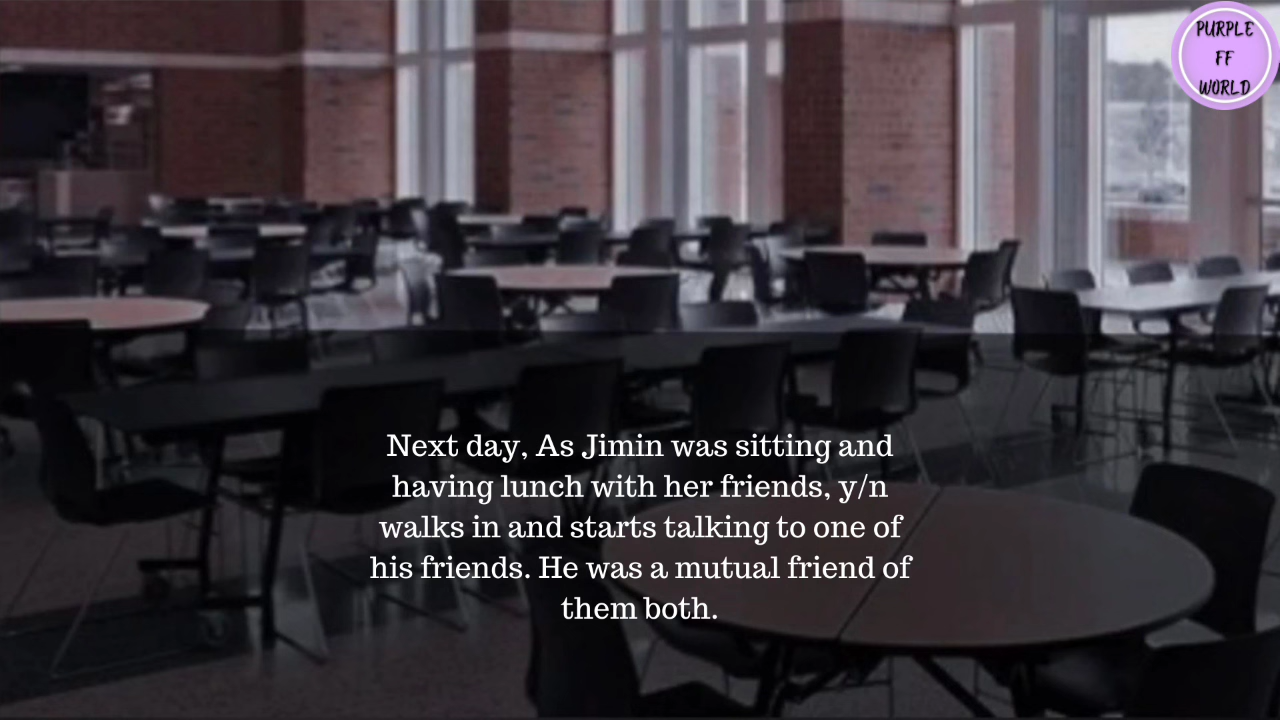 PURPLE
FF
WORLD
Next day, As Jimin was sitting and
having lunch with her friends, y/n
walks in and starts talking to one of
his friends. He was a mutual friend of
them both.